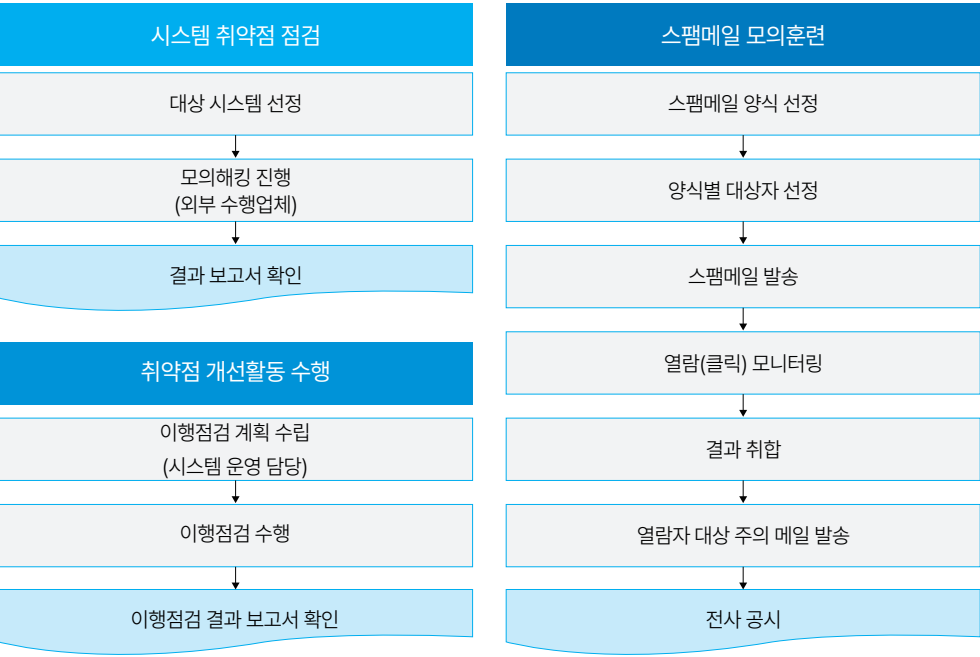 시스템 취약점 점검
대상 시스템 선정
모의해킹 진행
(외부 수행업체)
결과 보고서 확인
취약점 개선활동 수행
이행점검 계획 수립
(시스템 운영 담당)
이행점검 수행
이행점검 결과 보고서 확인
스팸메일 모의훈련
스팸메일 양식 선정
양식별 대상자 선정
스팸메일 발송
열람(클릭) 모니터링
결과 취합
열람자 대상 주의 메일 발송
전사 공시